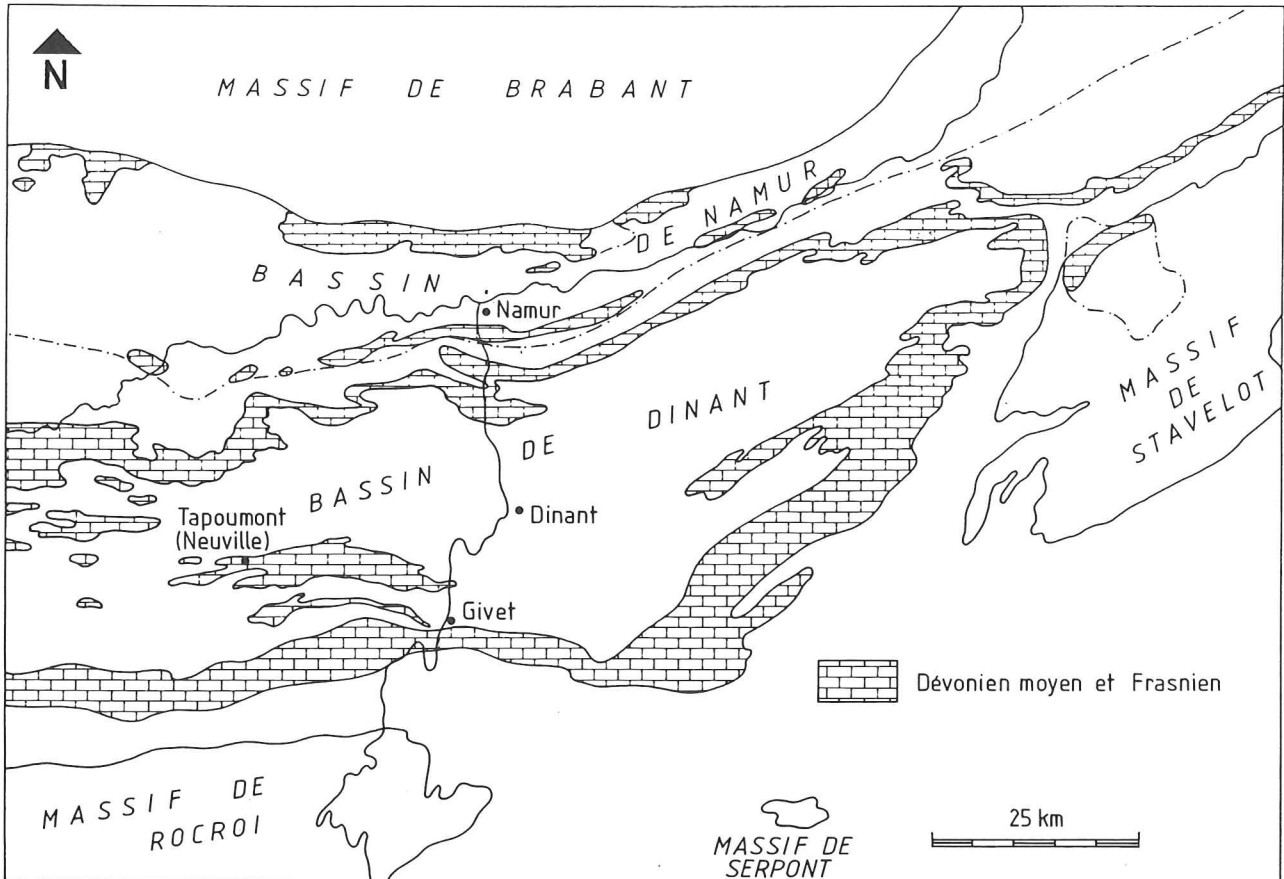 N
MASSIF DE BRABANT
BASSIN DE NAMUR
Namur
BASSIN DE DINANT
MASSIF
DE
STAVELOT
Tapoumont
(Neuville)
Dinant
Givet
Dévonien moyen et Frasnien
MASSIF DE
ROCROI
MASSIF DE
SERPONT
25 km